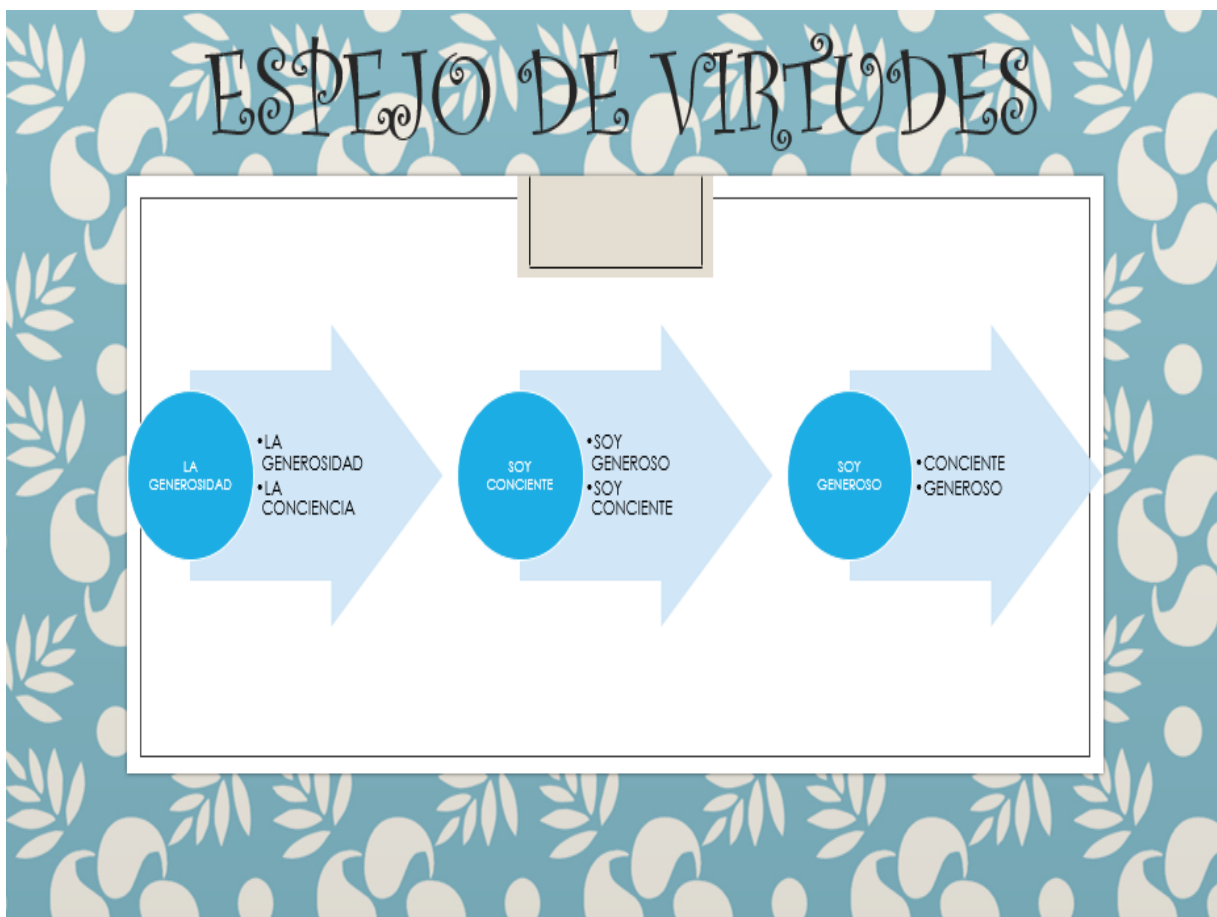 ESPEJO DE VIRTUDES
LA
GENEROSIDAD
•LA
GENEROSIDAD
•LA
CONCIENCIA
SOY
CONCIENTE
•SOY
GENEROSO
•SOY
CONCIENTE
SOY
GENEROSO
•CONCIENTE
•GENEROSO